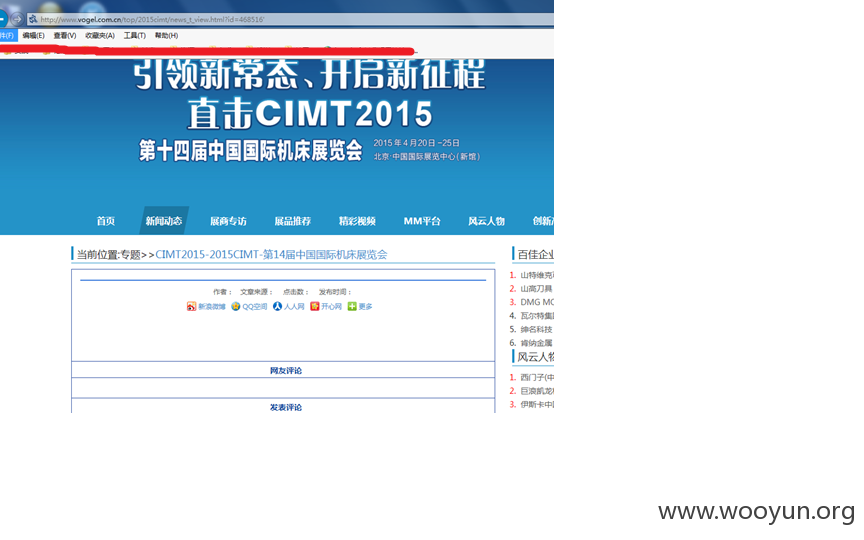 http://www.vogel.com.cn/top/2015cimt/news_t_view.html?id=468516'
件(F) 编辑(E) 查看(V) 收藏夹(A) 工具(T) 帮助(H)
引领新常态、开启新征程
直击CIMT2015
第十四届中国国际机床展览会
2015年4月20日-25日
北京·中国国际展览中心(新馆)
首页 新闻动态 展商专访 展品推荐 精彩视频 MM平台 风云人物 创新
当前位置:专题>>CIMT2015-2015CIMT-第14届中国国际机床展览会
作者： 文章来源： 点击数： 发布时间：
新浪微博 QQ空间 人人网 开心网 更多
网友评论
发表评论
百佳企业
1. 山特维克
2. 山高刀具
3. DMG MO
4. 瓦尔特集
5. 绅名科技
6. 肯纳金属
风云人物
1. 西门子(中
2. 巨浪凯龙
3. 伊斯卡中
www.wooyun.org